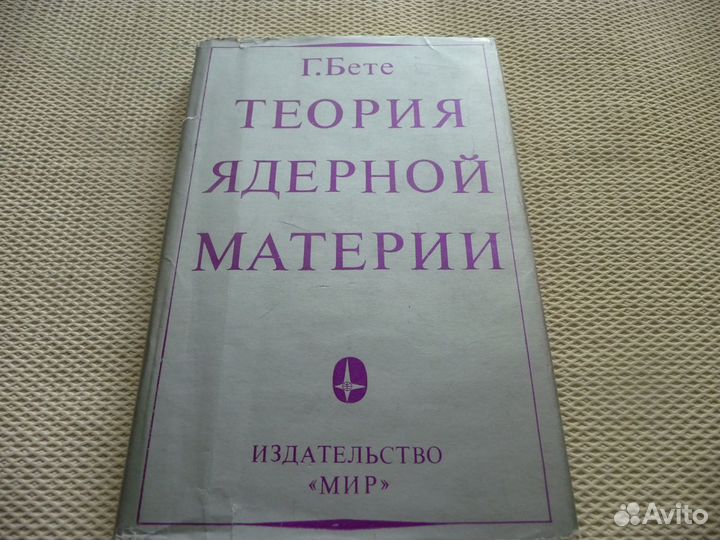 Г.Бете
ТЕОРИЯ
ЯДЕРНОЙ
МАТЕРИИ
ИЗДАТЕЛЬСТВО
«МИР»
Avito